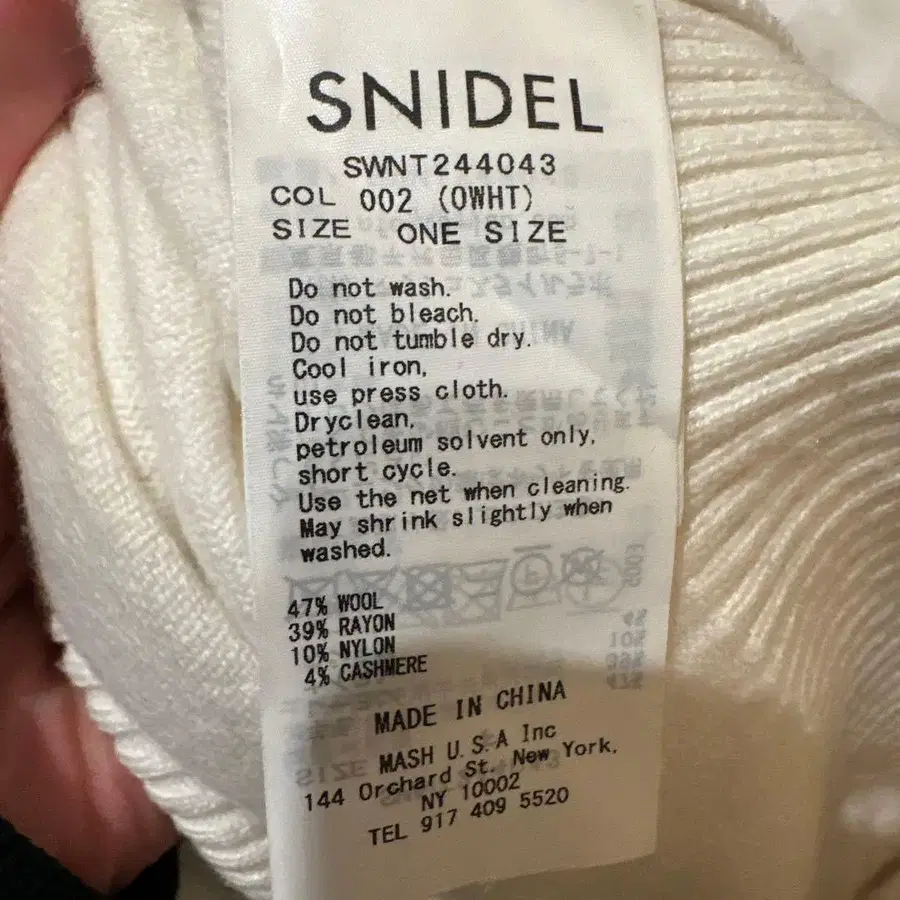 SNIDEL
SWNT244043
COL 002 (OWHT)
SIZE ONE SIZE
Do not wash.
Do not bleach.
Do not tumble dry.
Cool iron,
use press cloth.
Dryclean,
petroleum solvent only,
short cycle.
Use the net when cleaning.
May shrink slightly when
washed.
47% WOOL
39% RAYON
10% NYLON
4% CASHMERE
MADE IN CHINA
MASH U.S.A Inc
144 Orchard St. New York,
NY 10002
TEL 917 409 5520